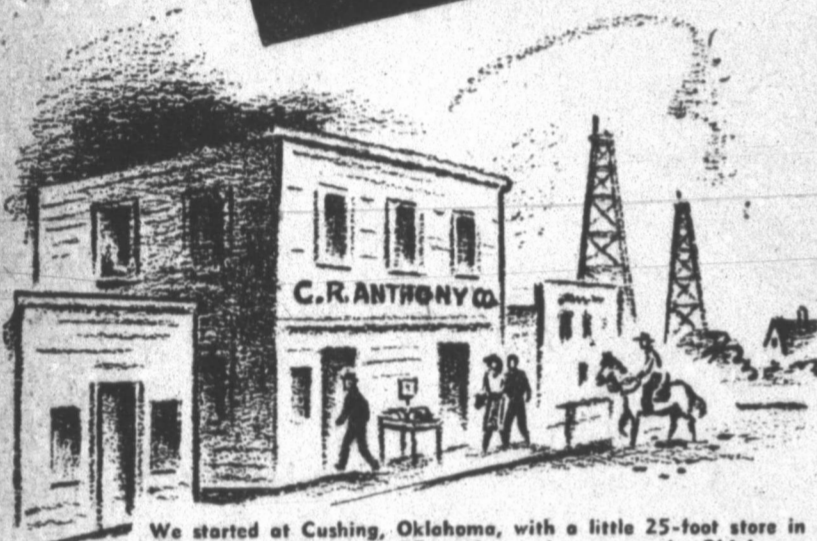 C.R. ANTHONY CO.
We started at Cushing, Oklahoma, with a little 25-foot store in